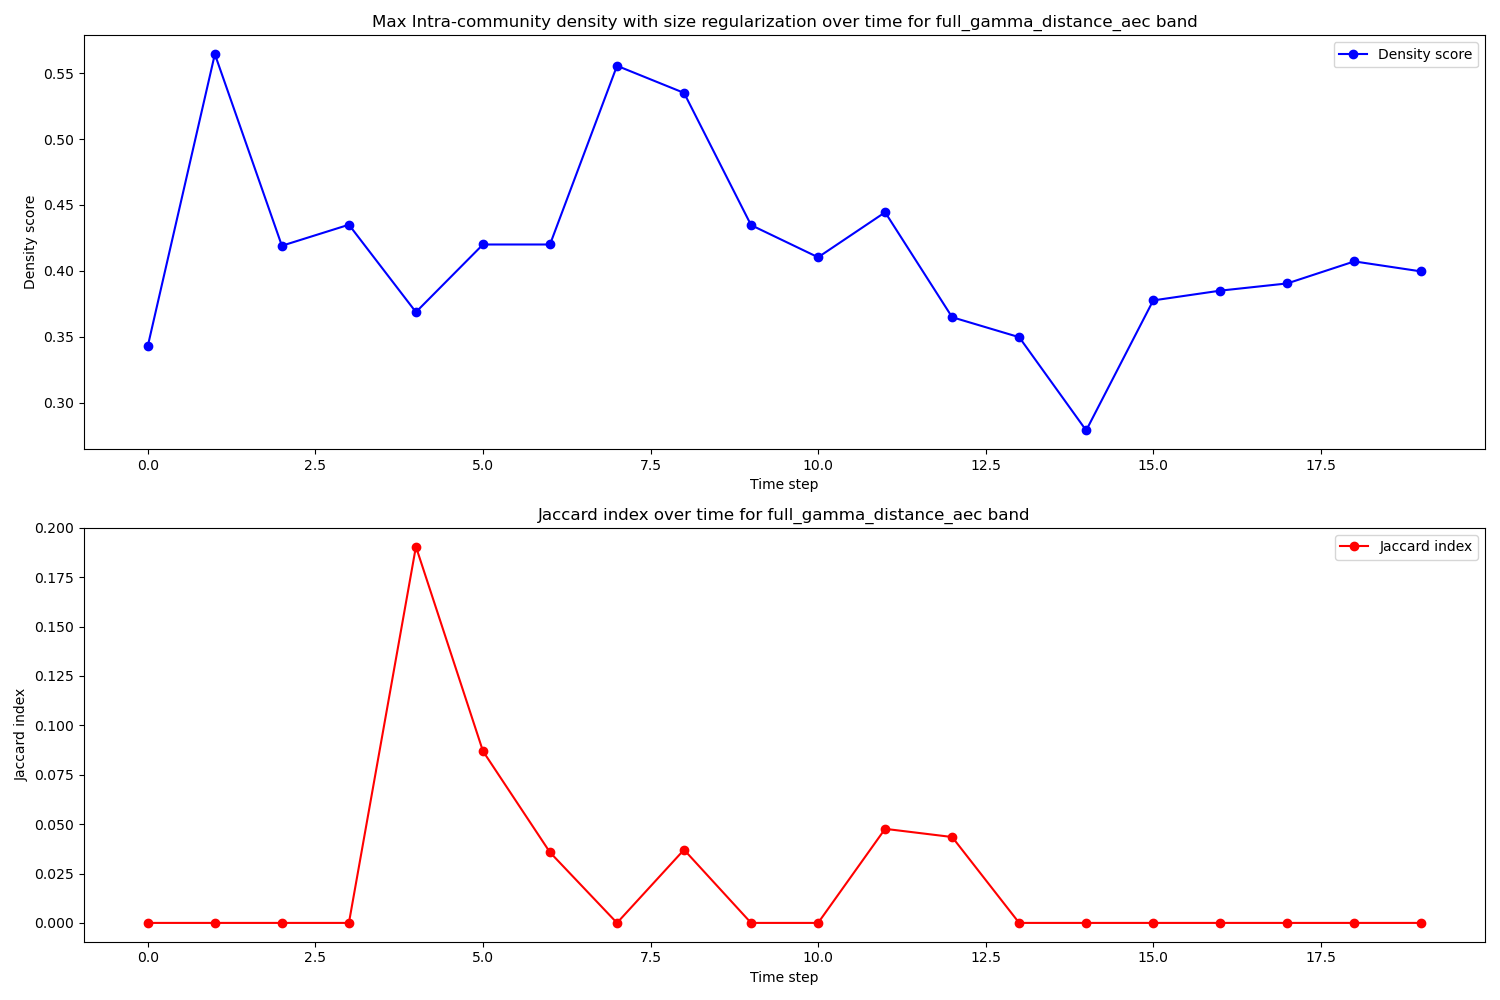 Max Intra-community density with size regularization over time for full_gamma_distance_aec band
Density score
0.55
0.50
0.45
0.40
0.35
0.30
Density score
0.0 2.5 5.0 7.5 10.0 12.5 15.0 17.5
Time step
Jaccard index over time for full_gamma_distance_aec band
Jaccard index
0.200
0.175
0.150
0.125
0.100
0.075
0.050
0.025
0.000
Jaccard index
0.0 2.5 5.0 7.5 10.0 12.5 15.0 17.5
Time step